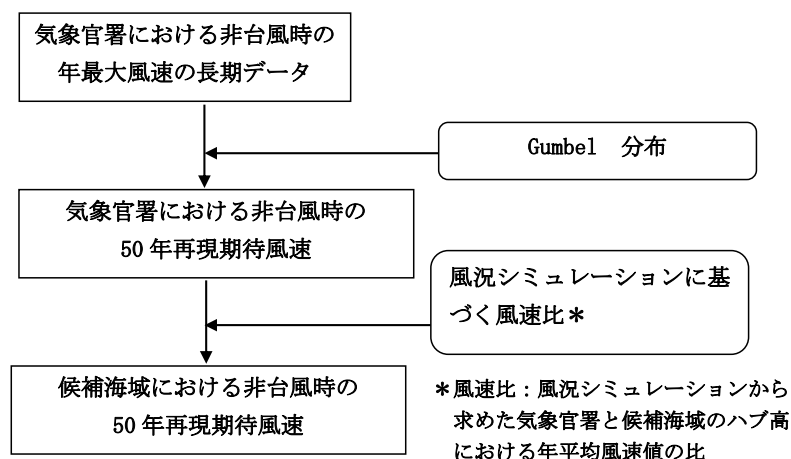 気象官署における非台風時の
年最大風速の長期データ
Gumbel 分布
気象官署における非台風時の
50 年再現期待風速
風況シミュレーションに基
づく風速比＊
候補海域における非台風時の
50 年再現期待風速
＊風速比：風況シミュレーションから
求めた気象官署と候補海域のハブ高
における年平均風速値の比